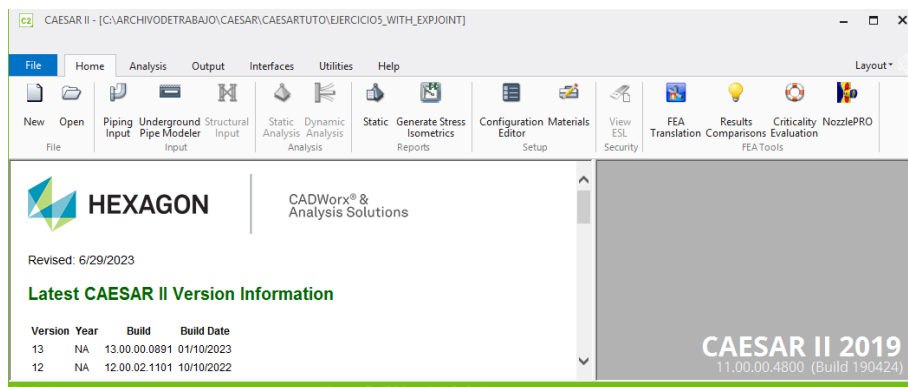 C2 CAESAR II - [C:\ARCHIVODETRABAJO\CAESAR\CAESARTUTO\EJERCICIO5_WITH_EXPJOINT]
File Home Analysis Output Interfaces Utilities Help Layout
New Open Piping Input Underground Pipe Modeler Structural Input Static Analysis Dynamic Analysis Static Generate Stress Isometrics Configuration Editor Materials View ESL FEA Translation Results Comparisons Criticality Evaluation NozzlePRO
File Input Analysis Reports Setup Security FEA Tools
HEXAGON
CADWorx® &
Analysis Solutions
Revised: 6/29/2023
Latest CAESAR II Version Information
Version Year Build Build Date
13 NA 13.00.00.0891 01/10/2023
12 NA 12.00.02.1101 10/10/2022
CAESAR II 2019
11.00.00.4800 (Build 190424)